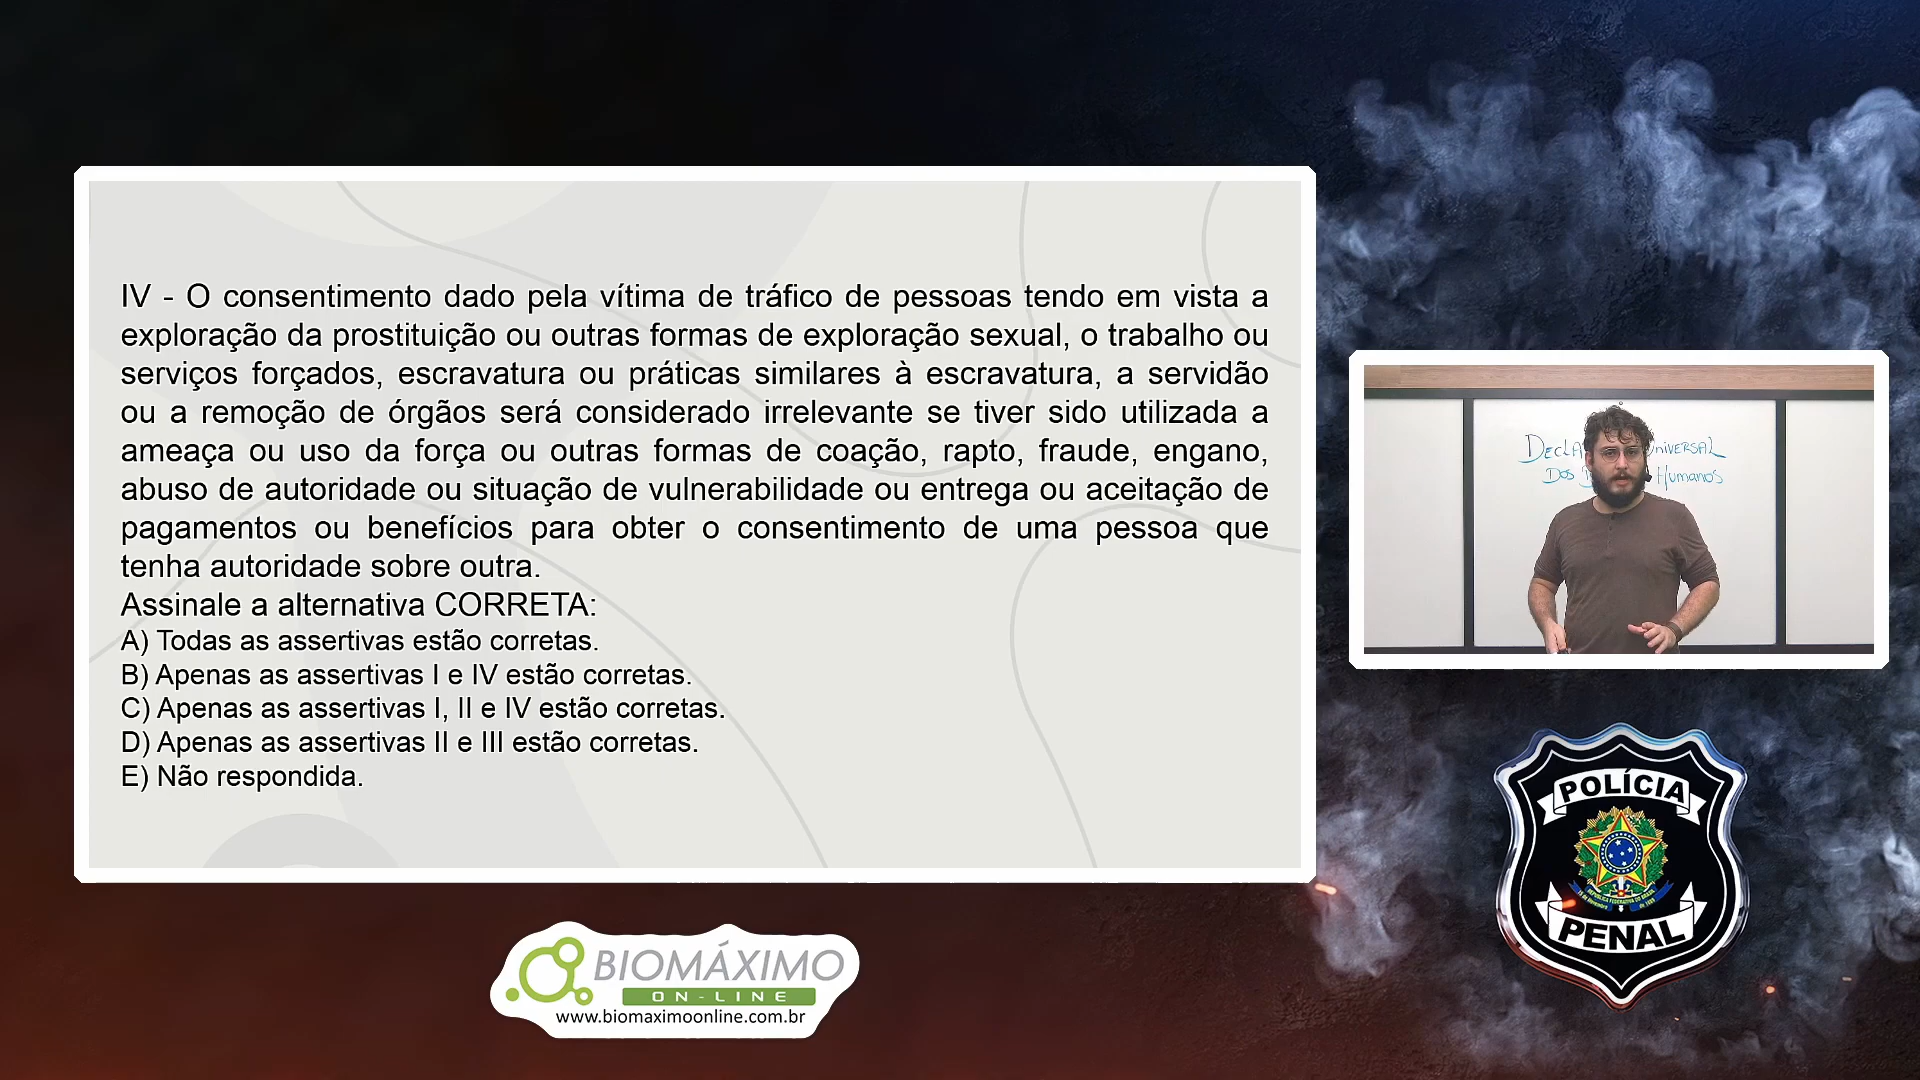 IV - O consentimento dado pela vítima de tráfico de pessoas tendo em vista a
exploração da prostituição ou outras formas de exploração sexual, o trabalho ou
serviços forçados, escravatura ou práticas similares à escravatura, a servidão
ou a remoção de órgãos será considerado irrelevante se tiver sido utilizada a
ameaça ou uso da força ou outras formas de coação, rapto, fraude, engano,
abuso de autoridade ou situação de vulnerabilidade ou entrega ou aceitação de
pagamentos ou benefícios para obter o consentimento de uma pessoa que
tenha autoridade sobre outra.
Assinale a alternativa CORRETA:
A) Todas as assertivas estão corretas.
B) Apenas as assertivas I e IV estão corretas.
C) Apenas as assertivas I, II e IV estão corretas.
D) Apenas as assertivas II e III estão corretas.
E) Não respondida.
Universal
Dos Humanos
POLÍCIA
PENAL
BIOMÁXIMO
ON-LINE
www.biomaximoonline.com.br